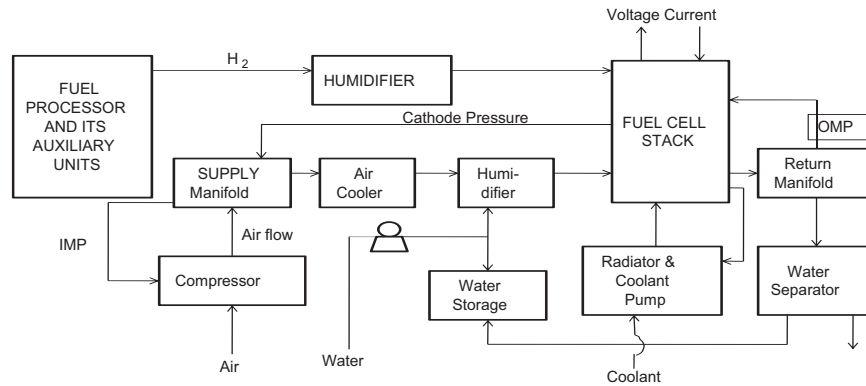 Voltage Current
H2
FUEL
PROCESSOR
AND ITS
AUXILIARY
UNITS
HUMIDIFIER
FUEL CELL
STACK
Cathode Pressure
OMP
SUPPLY
Manifold
Air
Cooler
Humi-
difier
Return
Manifold
IMP
Air flow
Compressor
Water
Storage
Radiator &
Coolant
Pump
Water
Separator
Air
Water
Coolant